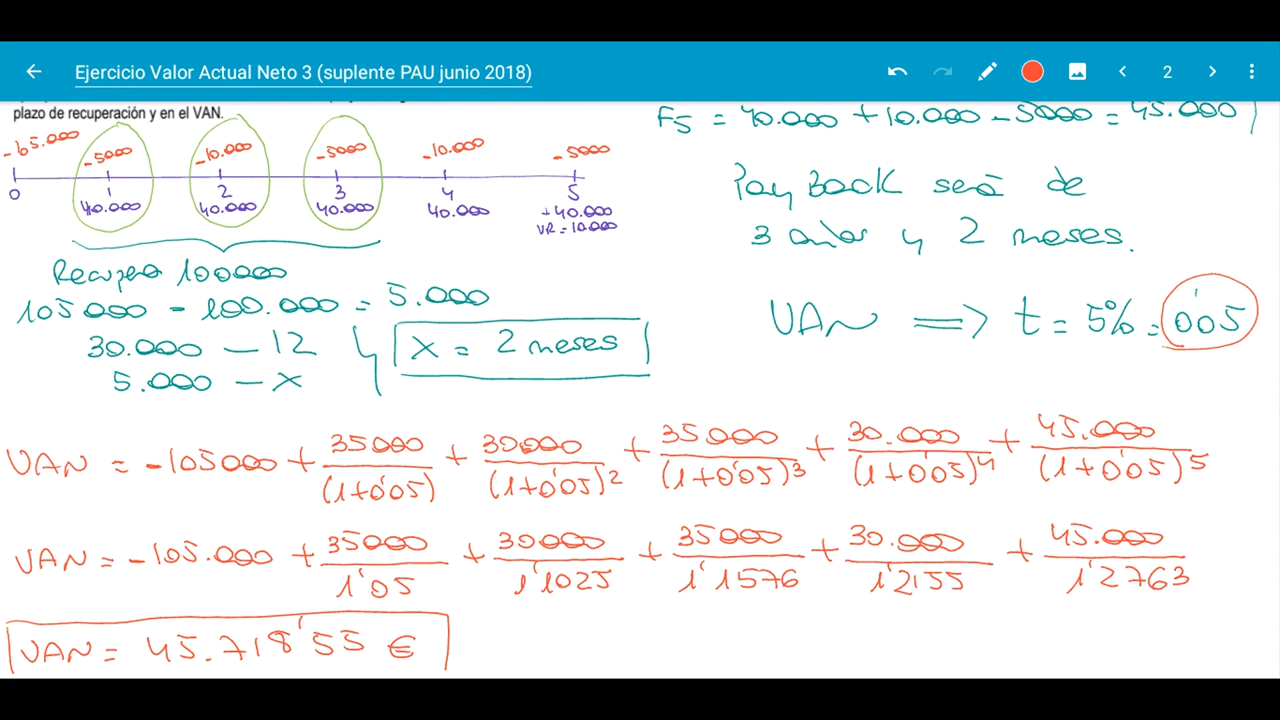 Ejercicio Valor Actual Neto 3 (suplente PAU junio 2018)
2
plazo de recuperación y en el VAN.
-65.000 -5000 -10.000 -5000 -10.000 -5000
0 1 2 3 4 5
40.000 40.000 40.000 40.000 +40.000
VR = 10.000
Recupero 100000
105000 - 100.000 = 5.000
30.000 - 12
5.000 - x
x = 2 meses
F5 = 40.000 + 10.000 - 5000 = 45.000
Pay Back será de
3 años y 2 meses.
VAN => t = 5% = 0'05
VAN = -105000 + 35000/(1+0'05) + 30.000/(1+0'05)^2 + 35000/(1+0'05)^3 + 30.000/(1+0'05)^4 + 45.000/(1+0'05)^5
VAN = -105.000 + 35000/1'05 + 30000/1'1025 + 35000/1'1576 + 30.000/1'2155 + 45.000/1'2763
VAN = 45.718'55 €